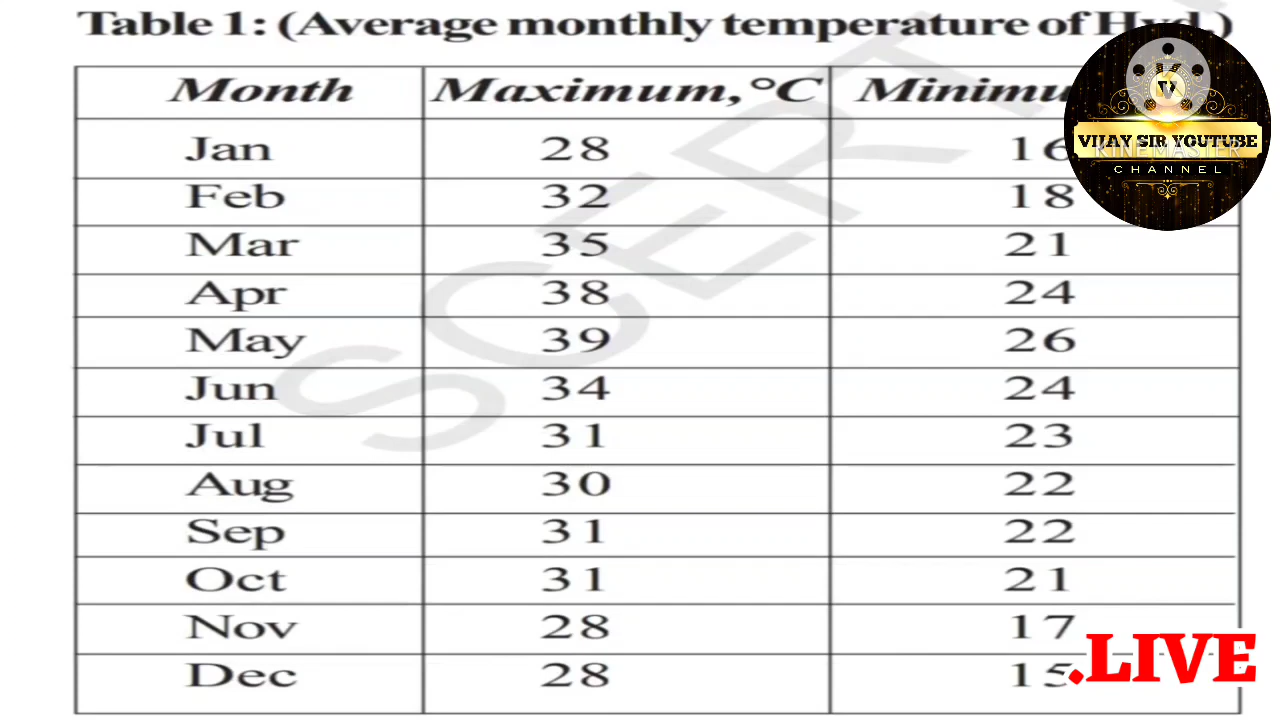 Table 1: (Average monthly temperature of Hyd.)
Month Maximum, °C
Jan 28 16
Feb 32 18
Mar 35 21
Apr 38 24
May 39 26
Jun 34 24
Jul 31 23
Aug 30 22
Sep 31 22
Oct 31 21
Nov 28 17
Dec 28 15
SCERT
VIJAY SIR YOUTUBE
KINEMASTER
CHANNEL
.LIVE